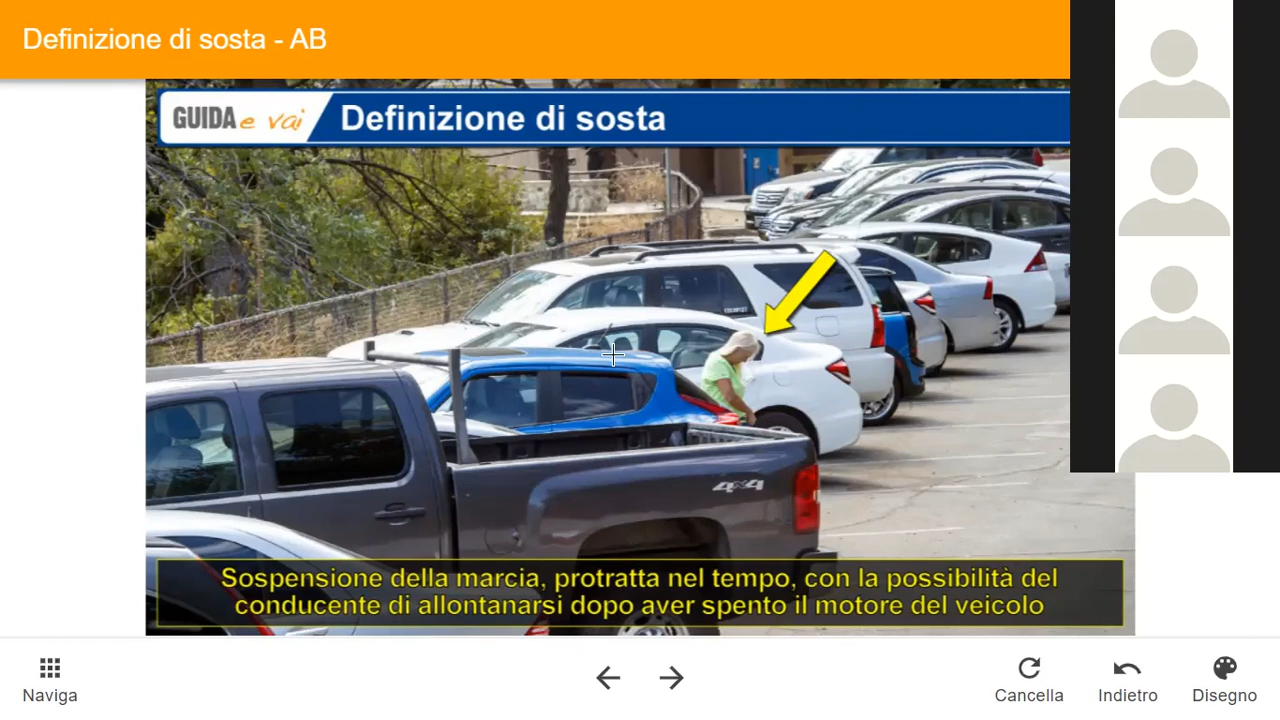 Definizione di sosta - AB
GUIDA e vai
Definizione di sosta
4x4
Sospensione della marcia, protratta nel tempo, con la possibilità del
conducente di allontanarsi dopo aver spento il motore del veicolo
Naviga
Cancella
Indietro
Disegno